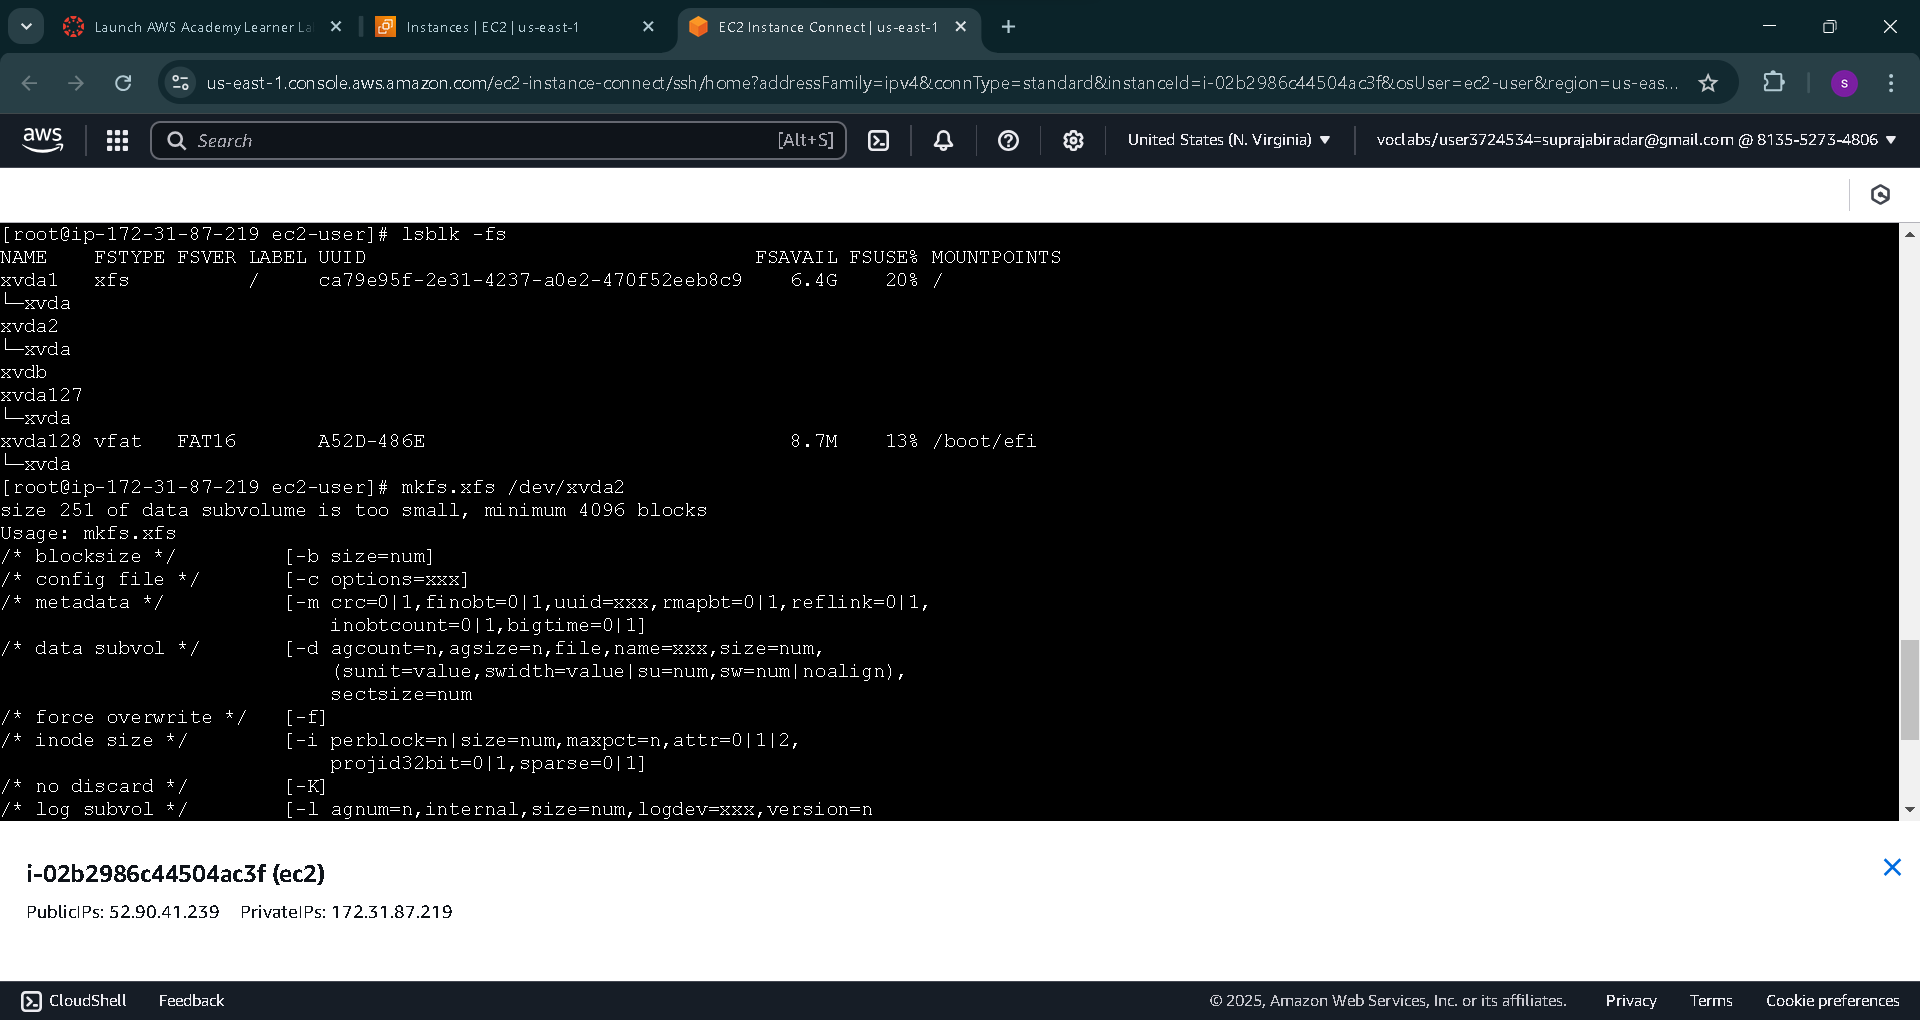 Launch AWS Academy Learner La
Instances | EC2 | us-east-1
EC2 Instance Connect | us-east-1
us-east-1.console.aws.amazon.com/ec2-instance-connect/ssh/home?addressFamily=ipv4&connType=standard&instanceId=i-02b2986c44504ac3f&osUser=ec2-user&region=us-eas...
S
aws
Search
[Alt+S]
United States (N. Virginia)
voclabs/user3724534=suprajabiradar@gmail.com @ 8135-5273-4806
[root@ip-172-31-87-219 ec2-user]# lsblk -fs
NAME    FSTYPE FSVER LABEL UUID                                 FSAVAIL FSUSE% MOUNTPOINTS
xvda1   xfs          /     ca79e95f-2e31-4237-a0e2-470f52eeb8c9    6.4G    20% /
└─xvda
xvda2
└─xvda
xvdb
xvda127
└─xvda
xvda128 vfat   FAT16       A52D-486E                               8.7M    13% /boot/efi
└─xvda
[root@ip-172-31-87-219 ec2-user]# mkfs.xfs /dev/xvda2
size 251 of data subvolume is too small, minimum 4096 blocks
Usage: mkfs.xfs
/* blocksize */         [-b size=num]
/* config file */       [-c options=xxx]
/* metadata */          [-m crc=0|1,finobt=0|1,uuid=xxx,rmapbt=0|1,reflink=0|1,
                            inobtcount=0|1,bigtime=0|1]
/* data subvol */       [-d agcount=n,agsize=n,file,name=xxx,size=num,
                            (sunit=value,swidth=value|su=num,sw=num|noalign),
                            sectsize=num
/* force overwrite */   [-f]
/* inode size */        [-i perblock=n|size=num,maxpct=n,attr=0|1|2,
                            projid32bit=0|1,sparse=0|1]
/* no discard */        [-K]
/* log subvol */        [-l agnum=n,internal,size=num,logdev=xxx,version=n
i-02b2986c44504ac3f (ec2)
PublicIPs: 52.90.41.239    PrivateIPs: 172.31.87.219
CloudShell
Feedback
© 2025, Amazon Web Services, Inc. or its affiliates.
Privacy
Terms
Cookie preferences